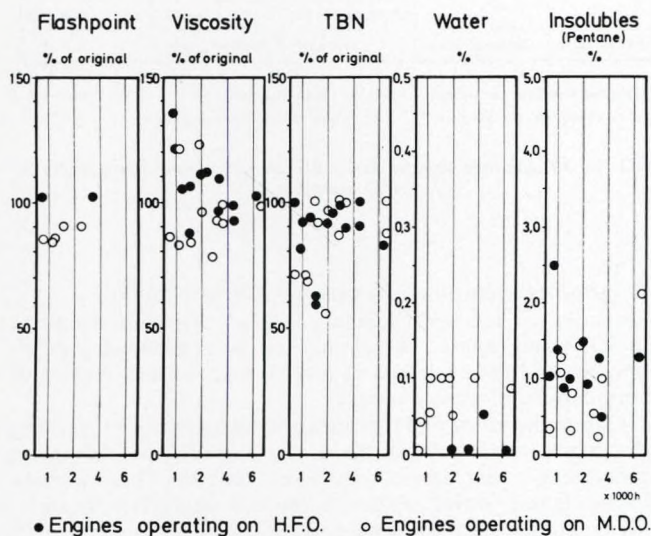 Flashpoint Viscosity TBN Water Insolubles
(Pentane)
% of original % of original % of original % %
150 150 150 0,5 5,0
0,4 4,0
100 100 100 0,3 3,0
0,2 2,0
50 50 50
0,1 1,0
0 0 0 0 0
1 2 4 6 1 2 4 6 1 2 4 6 1 2 4 6 1 2 4 6
x 1000 h
● Engines operating on H.F.O. ○ Engines operating on M.D.O.